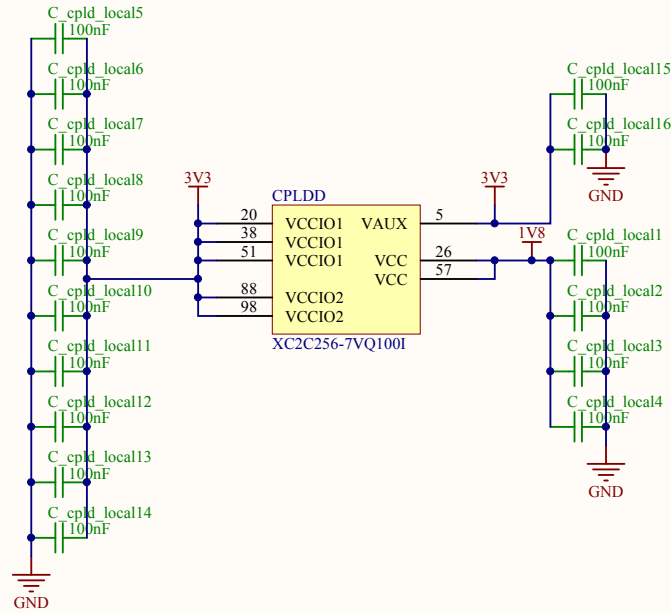 C_cpld_local5
100nF
C_cpld_local6
100nF
C_cpld_local7
100nF
C_cpld_local8
100nF
C_cpld_local9
100nF
C_cpld_local10
100nF
C_cpld_local11
100nF
C_cpld_local12
100nF
C_cpld_local13
100nF
C_cpld_local14
100nF
GND
3V3
CPLDD
20 VCCIO1
38 VCCIO1
51 VCCIO1
88 VCCIO2
98 VCCIO2
VAUX 5
VCC 26
VCC 57
XC2C256-7VQ100I
3V3
1V8
C_cpld_local15
100nF
C_cpld_local16
100nF
GND
C_cpld_local1
100nF
C_cpld_local2
100nF
C_cpld_local3
100nF
C_cpld_local4
100nF
GND